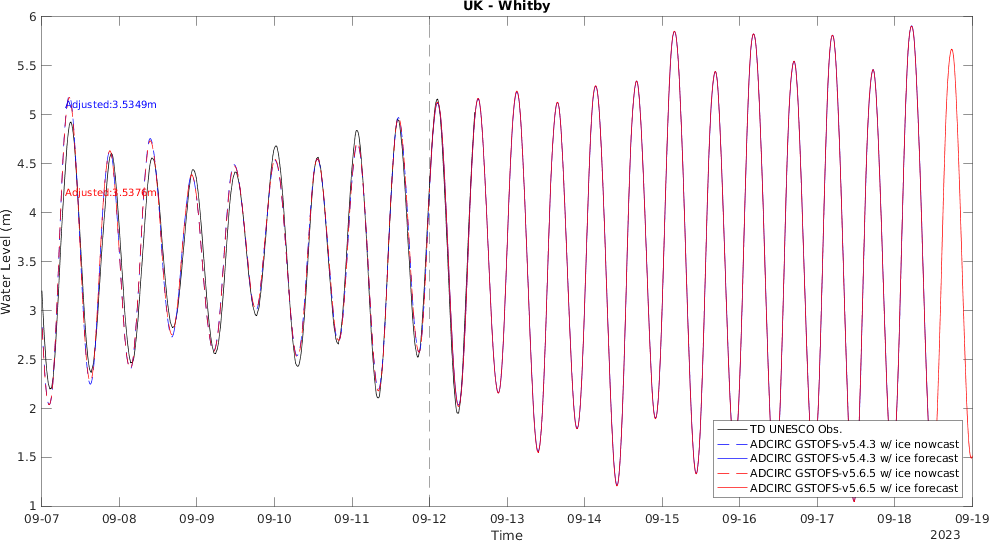 UK - Whitby
6
5.5
5
4.5
4
3.5
3
2.5
2
1.5
1
Water Level (m)
Adjusted:3.5349m
Adjusted:3.5376m
TD UNESCO Obs.
ADCIRC GSTOFS-v5.4.3 w/ ice nowcast
ADCIRC GSTOFS-v5.4.3 w/ ice forecast
ADCIRC GSTOFS-v5.6.5 w/ ice nowcast
ADCIRC GSTOFS-v5.6.5 w/ ice forecast
09-07 09-08 09-09 09-10 09-11 09-12 09-13 09-14 09-15 09-16 09-17 09-18 09-19
Time
2023